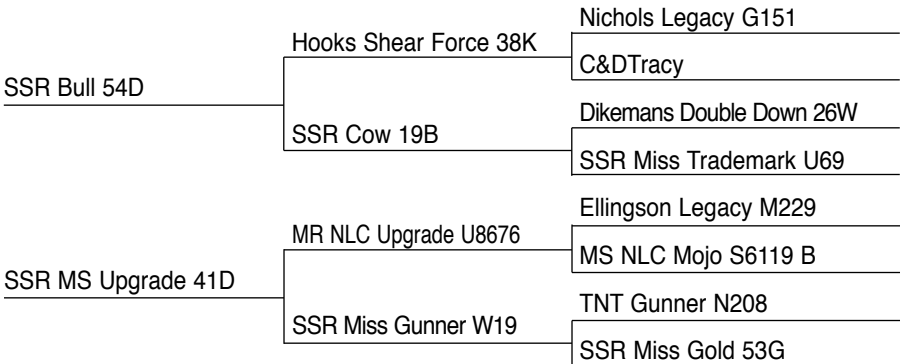 Nichols Legacy G151
Hooks Shear Force 38K
C&DTracy
SSR Bull 54D
Dikemans Double Down 26W
SSR Cow 19B
SSR Miss Trademark U69
Ellingson Legacy M229
MR NLC Upgrade U8676
MS NLC Mojo S6119 B
SSR MS Upgrade 41D
TNT Gunner N208
SSR Miss Gunner W19
SSR Miss Gold 53G